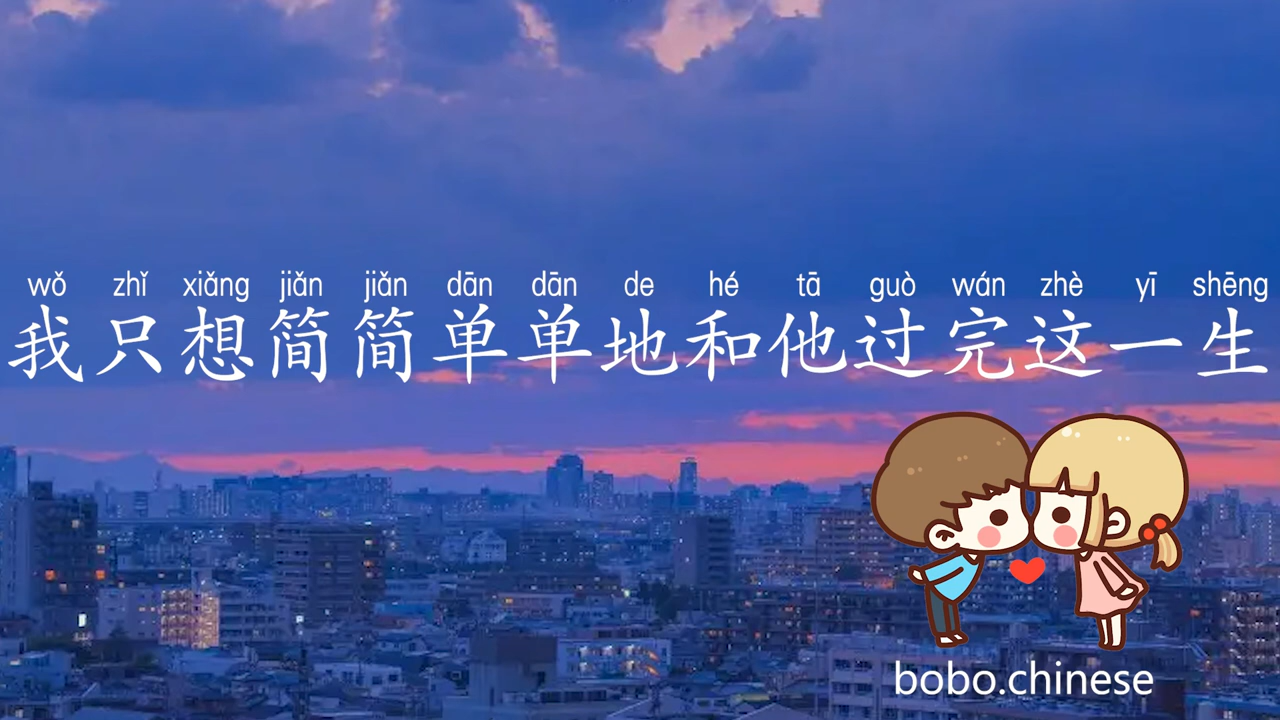 wǒ zhǐ xiǎng jiǎn jiǎn dān dān de hé tā guò wán zhè yī shēng
我只想简简单单地和他过完这一生
bobo.chinese